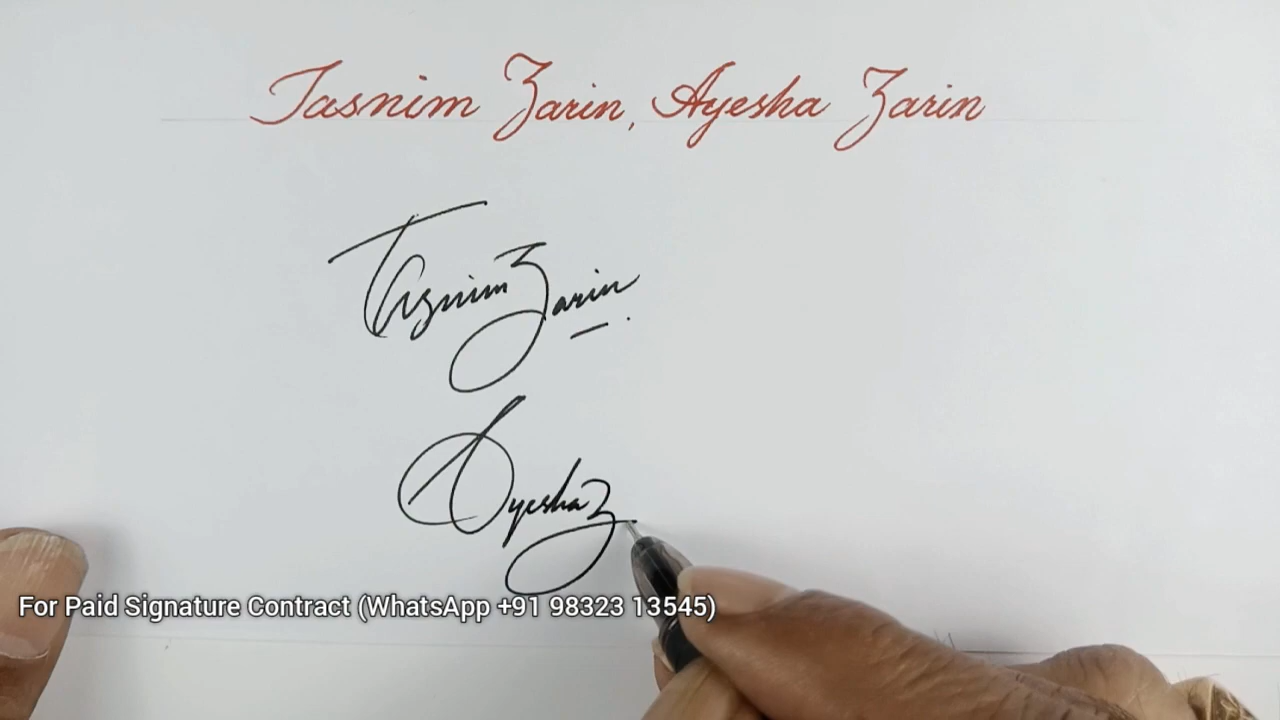 Tasnim Zarin, Ayesha Zarin
Tasnim Zarin
Ayesha Z
For Paid Signature Contract (WhatsApp +91 98323 13545)